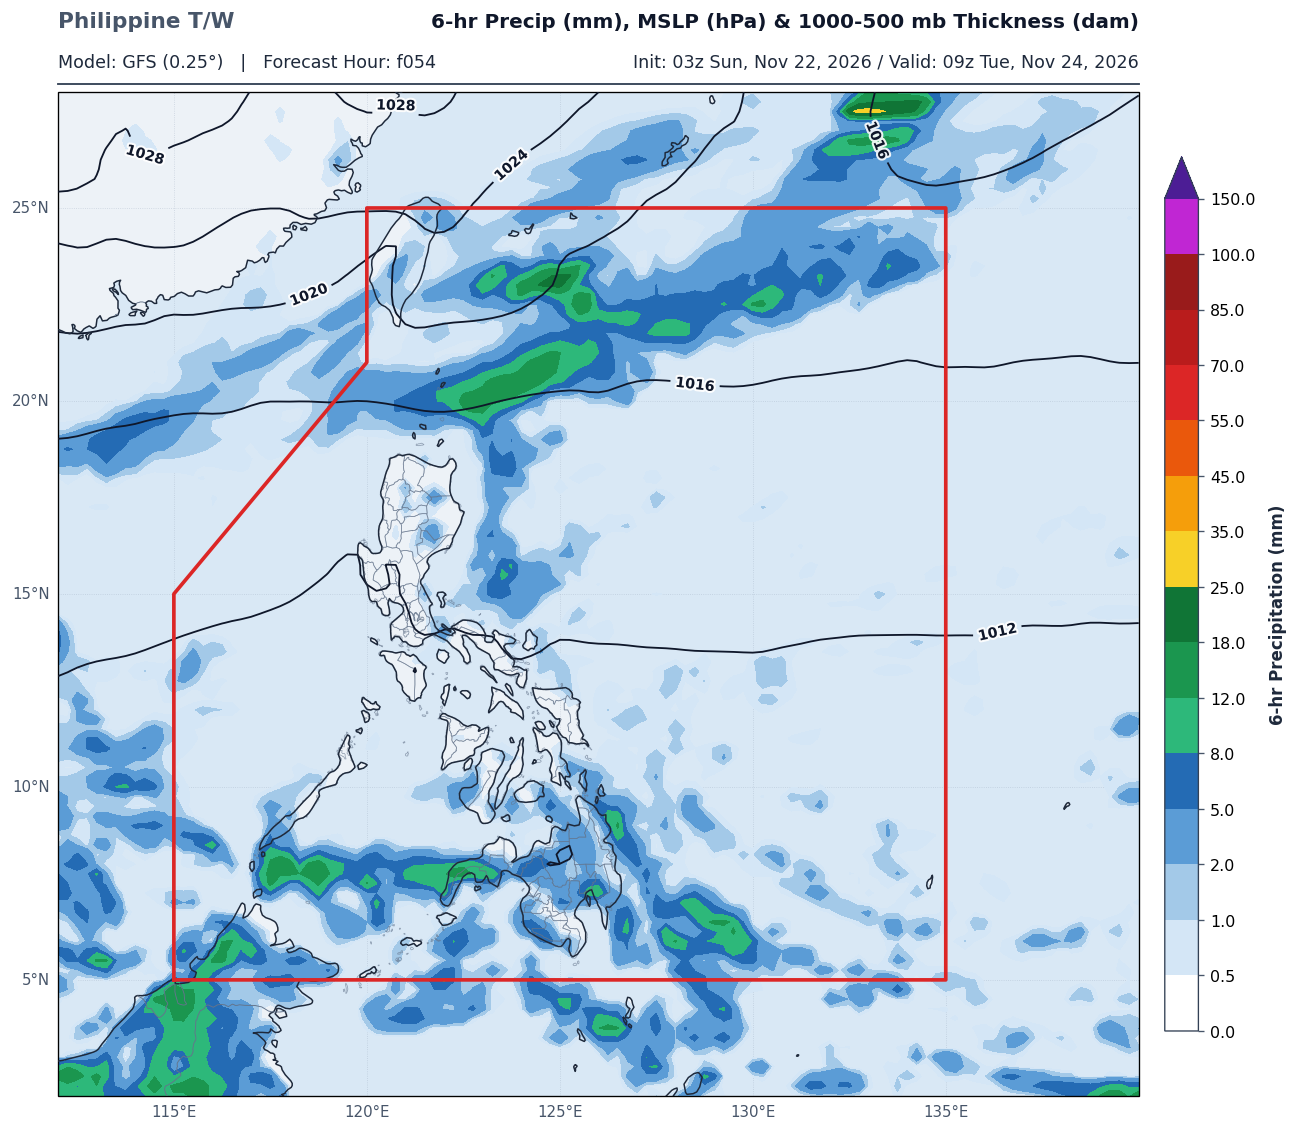 Philippine T/W
6-hr Precip (mm), MSLP (hPa) & 1000-500 mb Thickness (dam)
Model: GFS (0.25°) | Forecast Hour: f054
Init: 03z Sun, Nov 22, 2026 / Valid: 09z Tue, Nov 24, 2026
1028
1028
1024
1016
1020
1016
1012
25°N
20°N
15°N
10°N
5°N
115°E
120°E
125°E
130°E
135°E
150.0
100.0
85.0
70.0
55.0
45.0
35.0
25.0
18.0
12.0
8.0
5.0
2.0
1.0
0.5
0.0
6-hr Precipitation (mm)